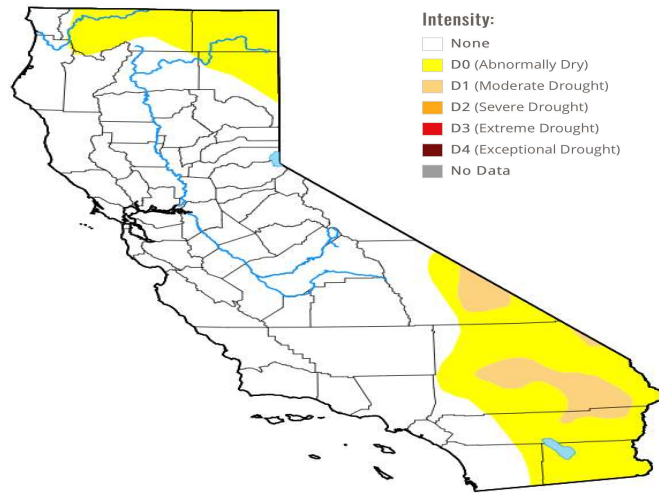 Intensity:
None
D0 (Abnormally Dry)
D1 (Moderate Drought)
D2 (Severe Drought)
D3 (Extreme Drought)
D4 (Exceptional Drought)
No Data